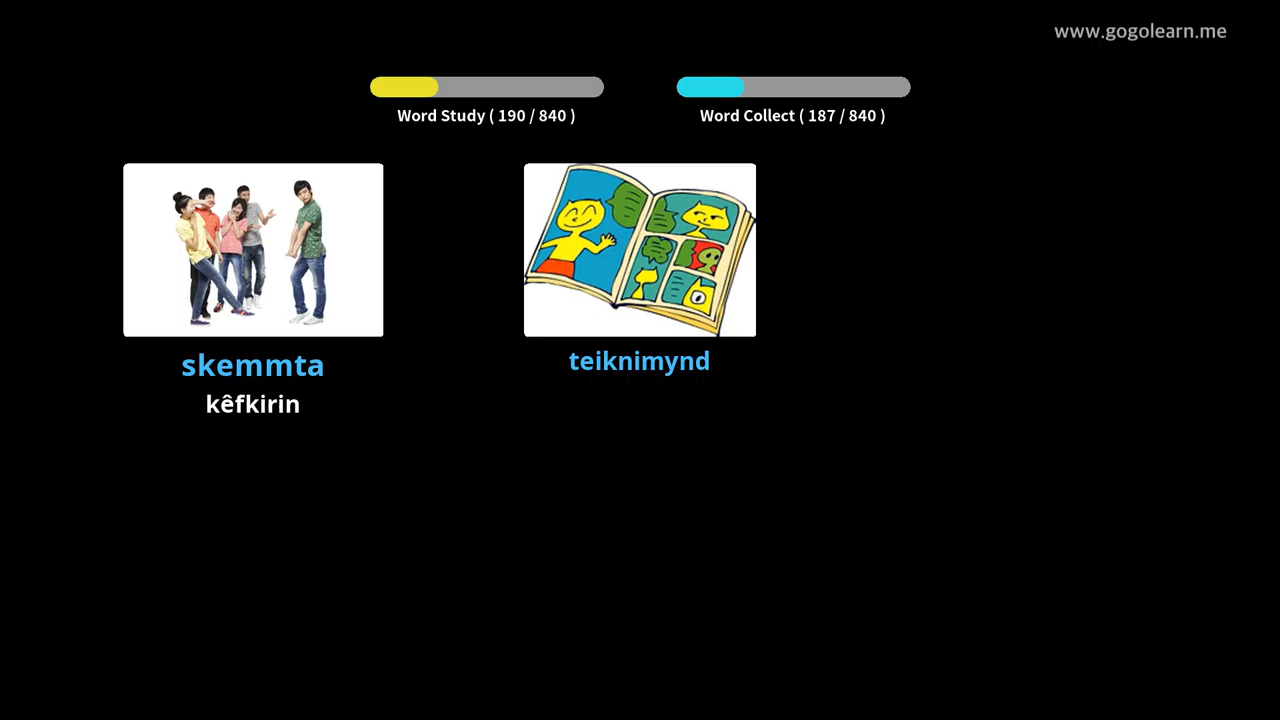 www.gogolearn.me
Word Study ( 190 / 840 )
Word Collect ( 187 / 840 )
skemmta
kêfkirin
teiknimynd